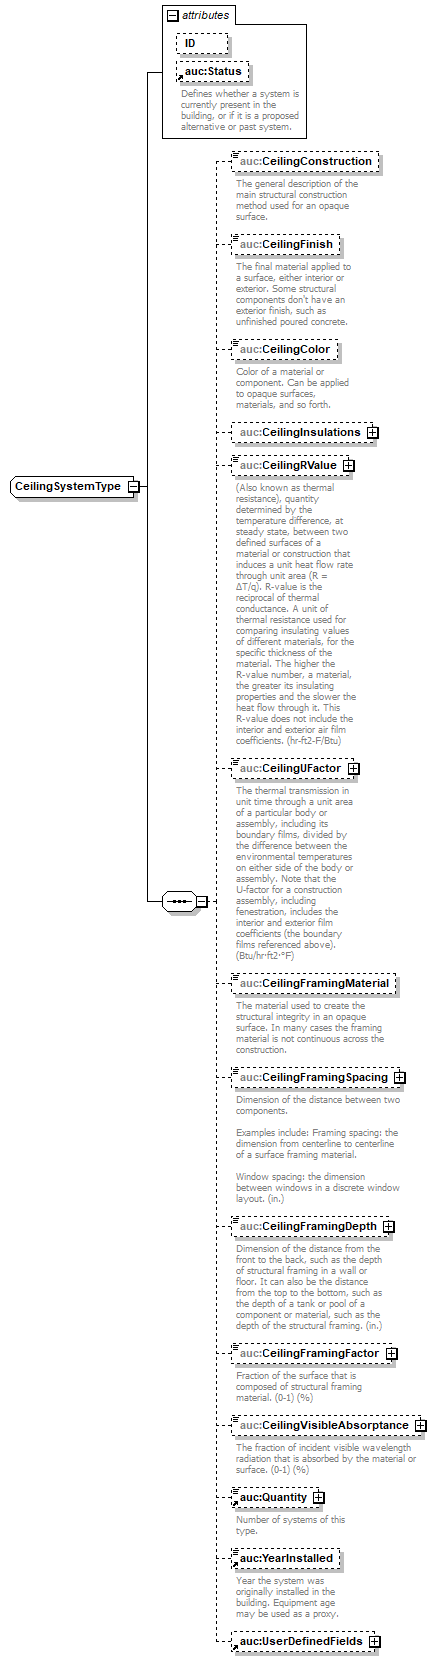 attributes
ID
auc:Status
Defines whether a system is
currently present in the
building, or if it is a proposed
alternative or past system.
auc:CeilingConstruction
The general description of the
main structural construction
method used for an opaque
surface.
auc:CeilingFinish
The final material applied to
a surface, either interior or
exterior. Some structural
components don't have an
exterior finish, such as
unfinished poured concrete.
auc:CeilingColor
Color of a material or
component. Can be applied
to opaque surfaces,
materials, and so forth.
auc:CeilingInsulations
auc:CeilingRValue
CeilingSystemType
(Also known as thermal
resistance), quantity
determined by the
temperature difference, at
steady state, between two
defined surfaces of a
material or construction that
induces a unit heat flow rate
through unit area (R =
ΔT/q). R-value is the
reciprocal of thermal
conductance. A unit of
thermal resistance used for
comparing insulating values
of different materials, for the
specific thickness of the
material. The higher the
R-value number, a material,
the greater its insulating
properties and the slower the
heat flow through it. This
R-value does not include the
interior and exterior air film
coefficients. (hr-ft2-F/Btu)
auc:CeilingUFactor
The thermal transmission in
unit time through a unit area
of a particular body or
assembly, including its
boundary films, divided by
the difference between the
environmental temperatures
on either side of the body or
assembly. Note that the
U-factor for a construction
assembly, including
fenestration, includes the
interior and exterior film
coefficients (the boundary
films referenced above).
(Btu/hr·ft2·°F)
auc:CeilingFramingMaterial
The material used to create the
structural integrity in an opaque
surface. In many cases the framing
material is not continuous across the
construction.
auc:CeilingFramingSpacing
Dimension of the distance between two
components.
Examples include: Framing spacing: the
dimension from centerline to centerline
of a surface framing material.
Window spacing: the dimension
between windows in a discrete window
layout. (in.)
auc:CeilingFramingDepth
Dimension of the distance from the
front to the back, such as the depth
of structural framing in a wall or
floor. It can also be the distance
from the top to the bottom, such as
the depth of a tank or pool of a
component or material, such as the
depth of the structural framing. (in.)
auc:CeilingFramingFactor
Fraction of the surface that is
composed of structural framing
material. (0-1) (%)
auc:CeilingVisibleAbsorptance
The fraction of incident visible wavelength
radiation that is absorbed by the material or
surface. (0-1) (%)
auc:Quantity
Number of systems of this
type.
auc:YearInstalled
Year the system was
originally installed in the
building. Equipment age
may be used as a proxy.
auc:UserDefinedFields